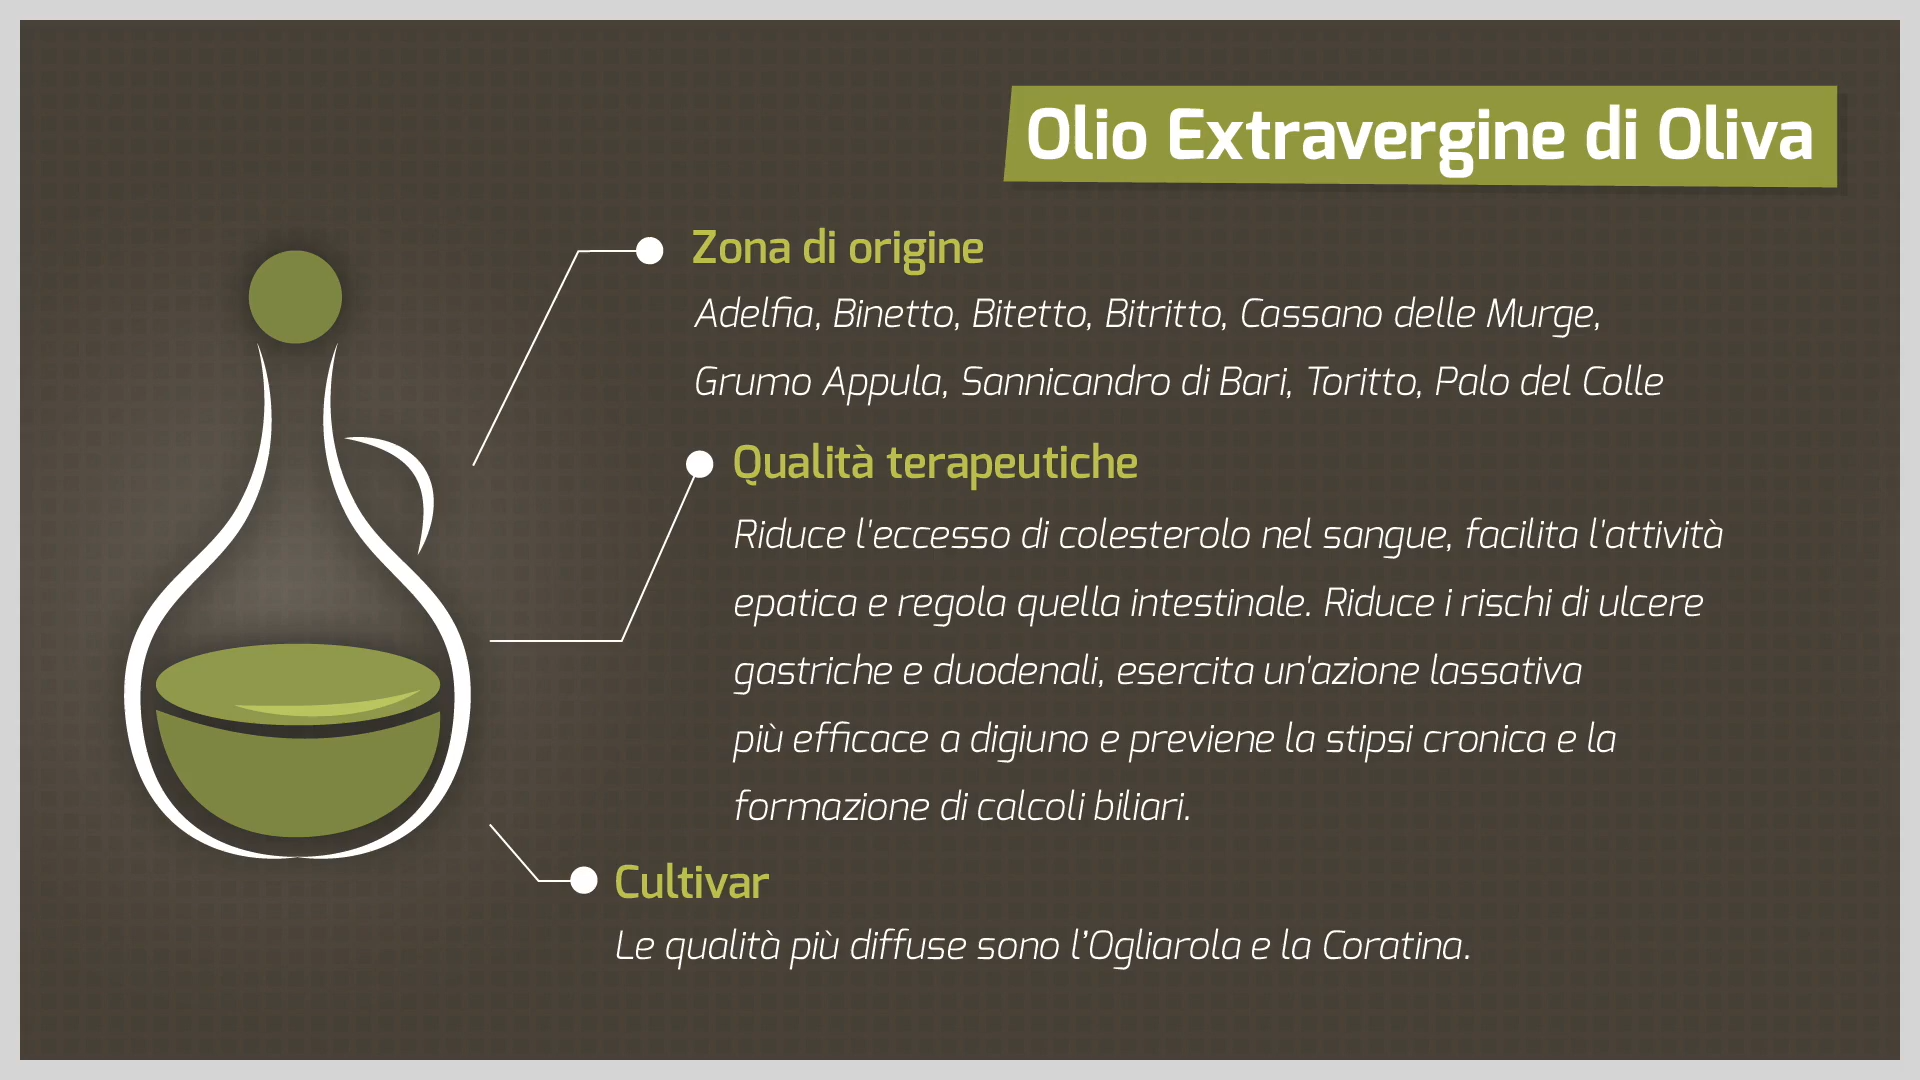 Olio Extravergine di Oliva
Zona di origine
Adelfia, Binetto, Bitetto, Bitritto, Cassano delle Murge,
Grumo Appula, Sannicandro di Bari, Toritto, Palo del Colle
Qualità terapeutiche
Riduce l'eccesso di colesterolo nel sangue, facilita l'attività
epatica e regola quella intestinale. Riduce i rischi di ulcere
gastriche e duodenali, esercita un'azione lassativa
più efficace a digiuno e previene la stipsi cronica e la
formazione di calcoli biliari.
Cultivar
Le qualità più diffuse sono l’Ogliarola e la Coratina.